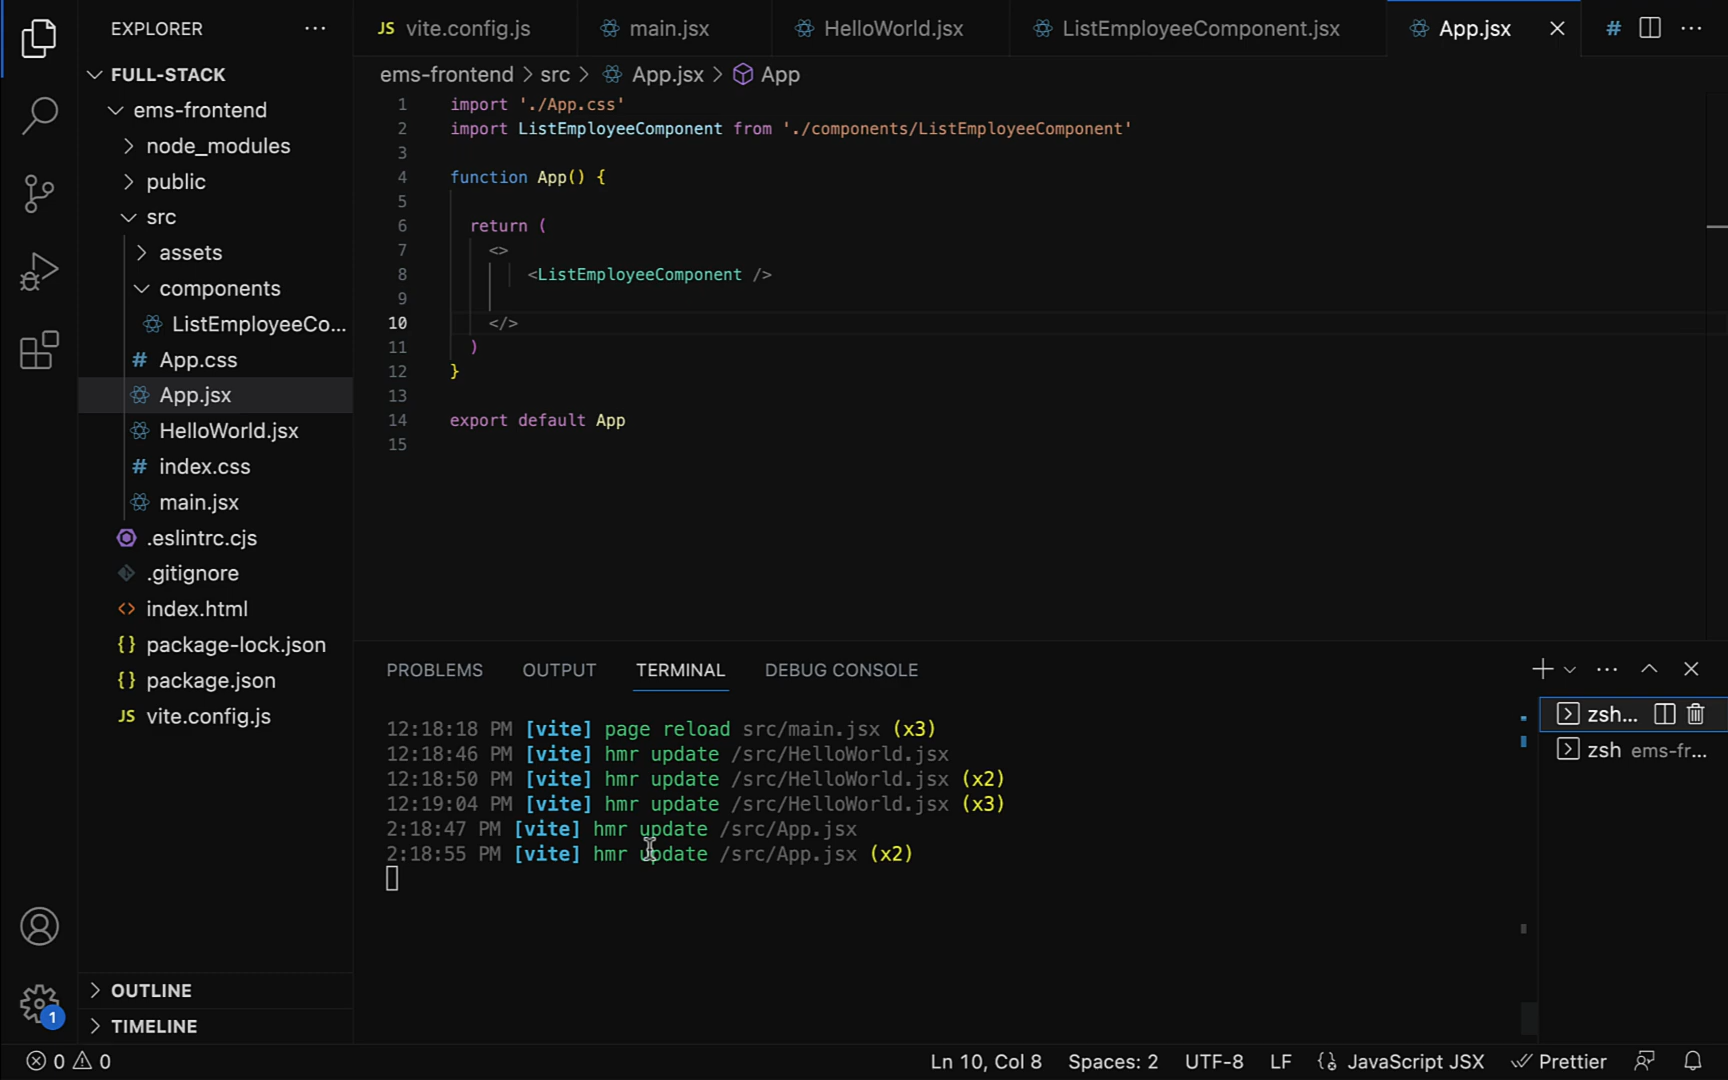 EXPLORER
FULL-STACK
ems-frontend
node_modules
public
src
assets
components
ListEmployeeCo...
App.css
App.jsx
HelloWorld.jsx
index.css
main.jsx
.eslintrc.cjs
.gitignore
index.html
package-lock.json
package.json
JS vite.config.js
OUTLINE
TIMELINE
1
JS vite.config.js
main.jsx
HelloWorld.jsx
ListEmployeeComponent.jsx
App.jsx
ems-frontend > src > App.jsx > App
1 import './App.css'
2 import ListEmployeeComponent from './components/ListEmployeeComponent'
3
4 function App() {
5
6 return (
7 <>
8 <ListEmployeeComponent />
9
10 </>
11 )
12 }
13
14 export default App
15
PROBLEMS OUTPUT TERMINAL DEBUG CONSOLE
12:18:18 PM [vite] page reload src/main.jsx (x3)
12:18:46 PM [vite] hmr update /src/HelloWorld.jsx
12:18:50 PM [vite] hmr update /src/HelloWorld.jsx (x2)
12:19:04 PM [vite] hmr update /src/HelloWorld.jsx (x3)
2:18:47 PM [vite] hmr update /src/App.jsx
2:18:55 PM [vite] hmr update /src/App.jsx (x2)
zsh...
zsh ems-fr...
0 0
Ln 10, Col 8 Spaces: 2 UTF-8 LF {} JavaScript JSX Prettier